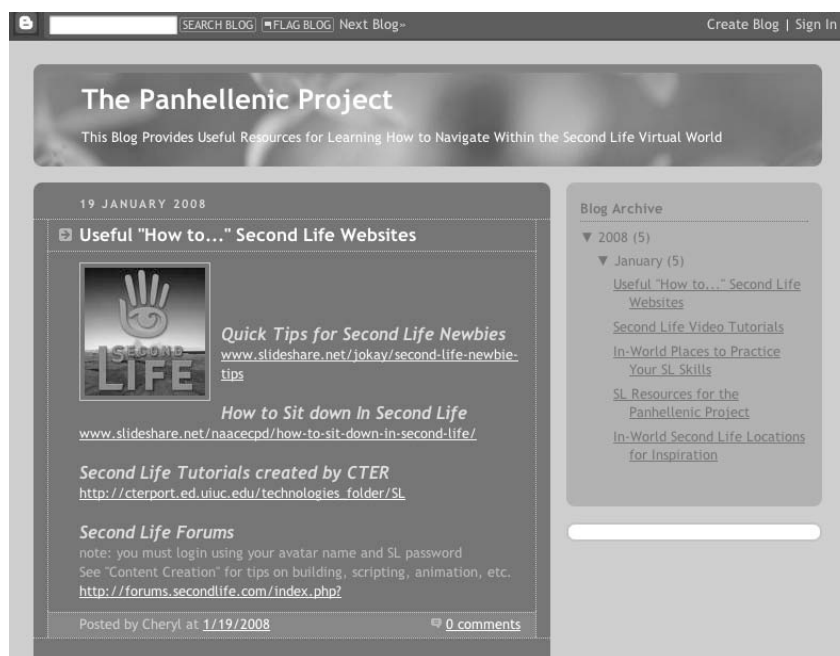 SEARCH BLOG FLAG BLOG Next Blog» Create Blog | Sign In
The Panhellenic Project
This Blog Provides Useful Resources for Learning How to Navigate Within the Second Life Virtual World
19 JANUARY 2008
Useful "How to..." Second Life Websites
SECOND
LIFE
Quick Tips for Second Life Newbies
www.slideshare.net/jokay/second-life-newbie-
tips
How to Sit down In Second Life
www.slideshare.net/naacecpd/how-to-sit-down-in-second-life/
Second Life Tutorials created by CTER
http://cterport.ed.uiuc.edu/technologies_folder/SL
Second Life Forums
note: you must login using your avatar name and SL password
See "Content Creation" for tips on building, scripting, animation, etc.
http://forums.secondlife.com/index.php?
Posted by Cheryl at 1/19/2008 0 comments
Blog Archive
▼ 2008 (5)
▼ January (5)
Useful "How to..." Second Life
Websites
Second Life Video Tutorials
In-World Places to Practice
Your SL Skills
SL Resources for the
Panhellenic Project
In-World Second Life Locations
for Inspiration